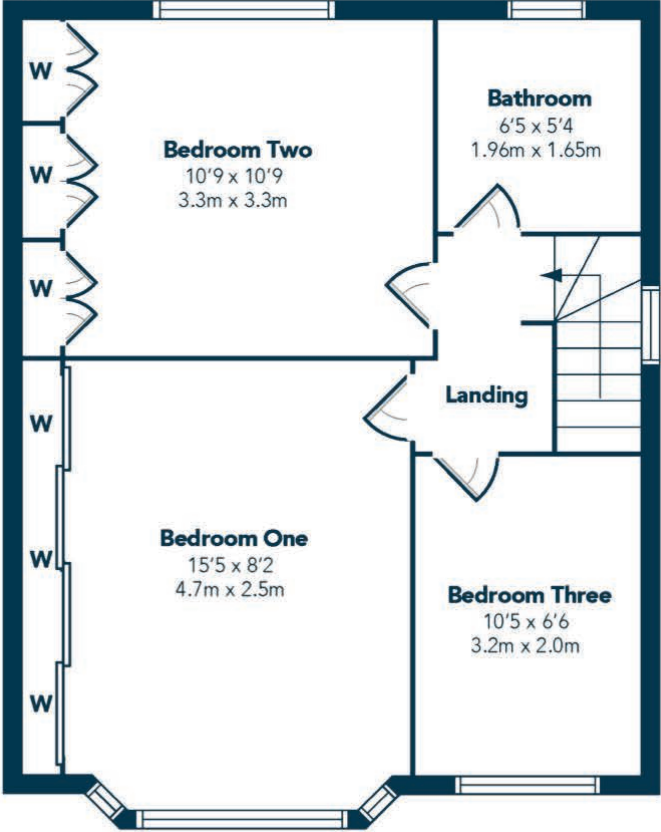 W
W
W
Bedroom Two
10'9 x 10'9
3.3m x 3.3m
Bathroom
6'5 x 5'4
1.96m x 1.65m
Landing
W
W
W
Bedroom One
15'5 x 8'2
4.7m x 2.5m
Bedroom Three
10'5 x 6'6
3.2m x 2.0m